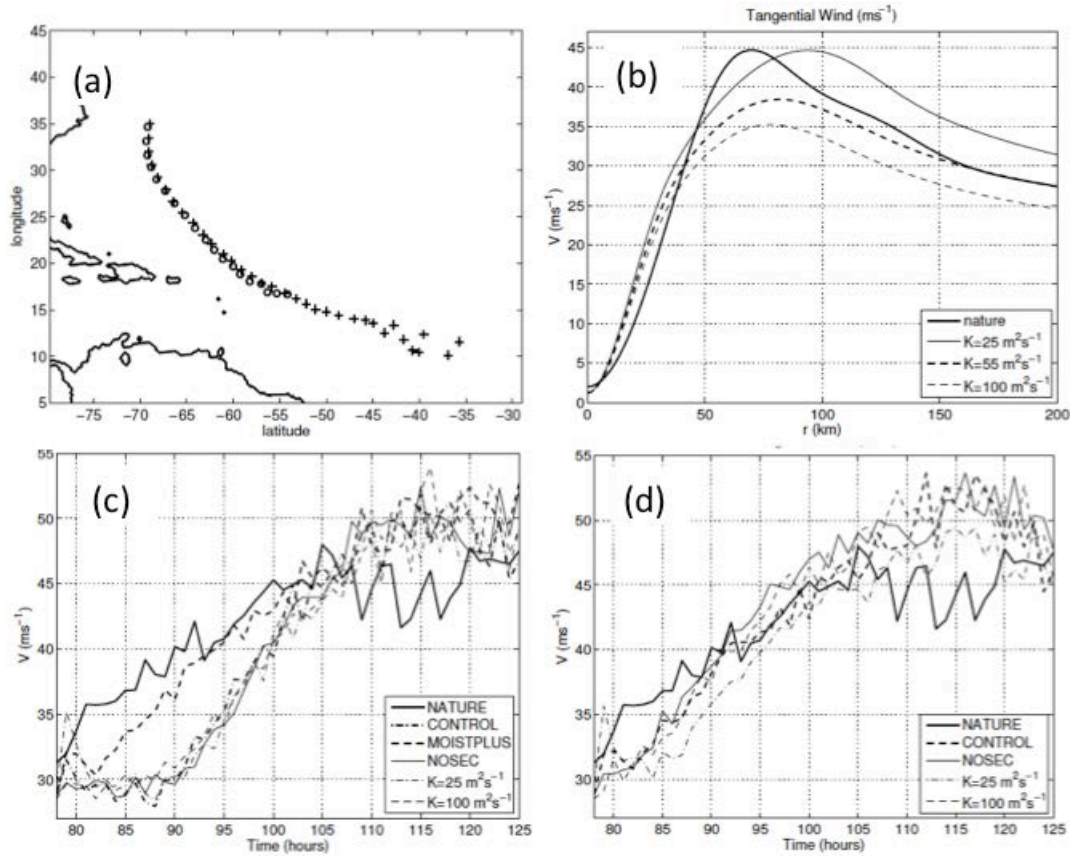 (a)
45
40
35
30
25
20
15
10
5
longitude
−75 −70 −65 −60 −55 −50 −45 −40 −35 −30
latitude
Tangential Wind (ms−1)
(b)
45
40
35
30
25
20
15
10
5
0
V (ms−1)
nature
K=25 m2s−1
K=55 m2s−1
K=100 m2s−1
0 50 100 150 200
r (km)
(c)
55
50
45
40
35
30
V (ms−1)
NATURE
CONTROL
MOISTPLUS
NOSEC
K=25 m2s−1
K=100 m2s−1
80 85 90 95 100 105 110 115 120 125
Time (hours)
(d)
55
50
45
40
35
30
V (ms−1)
NATURE
CONTROL
NOSEC
K=25 m2s−1
K=100 m2s−1
80 85 90 95 100 105 110 115 120 125
Time (hours)